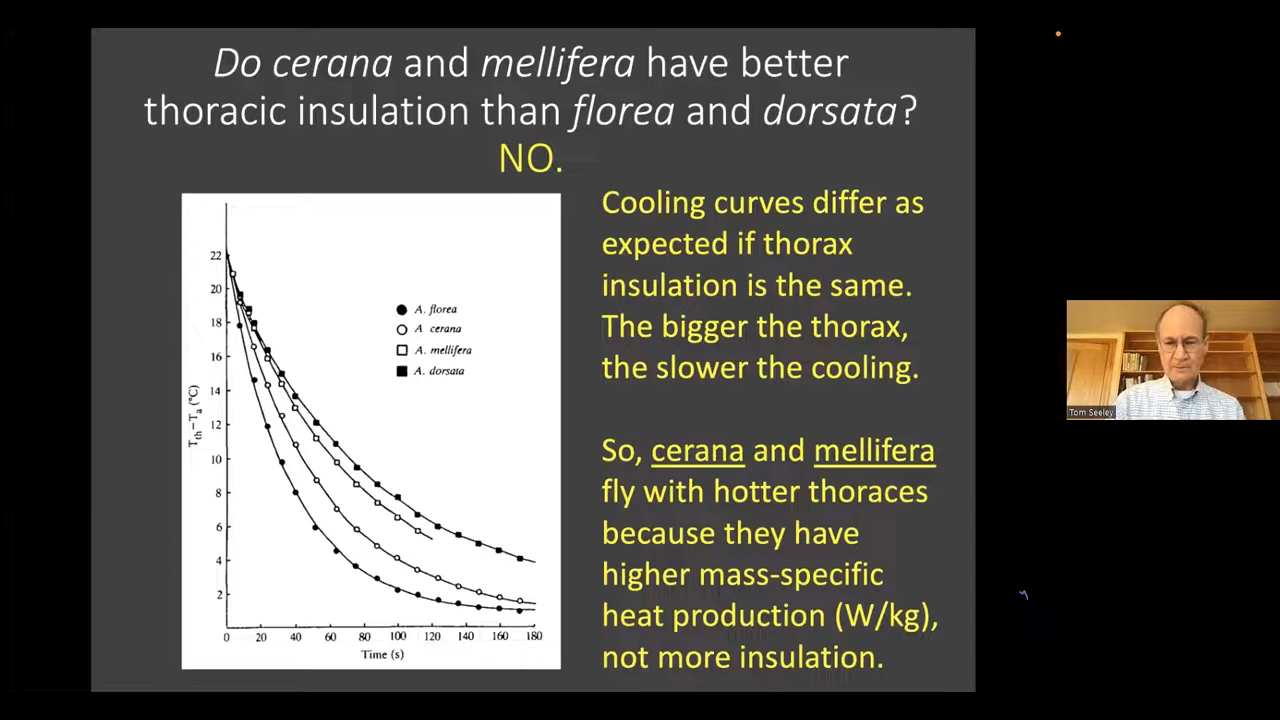 Do cerana and mellifera have better
thoracic insulation than florea and dorsata?
NO.
22
20
18
16
14
12
10
8
6
4
2
0
20
40
60
80
100
120
140
160
180
Tth–Ta (°C)
Time (s)
A. florea
A cerana
A. mellifera
A. dorsata
Cooling curves differ as
expected if thorax
insulation is the same.
The bigger the thorax,
the slower the cooling.
So, cerana and mellifera
fly with hotter thoraces
because they have
higher mass-specific
heat production (W/kg),
not more insulation.
Tom Seeley